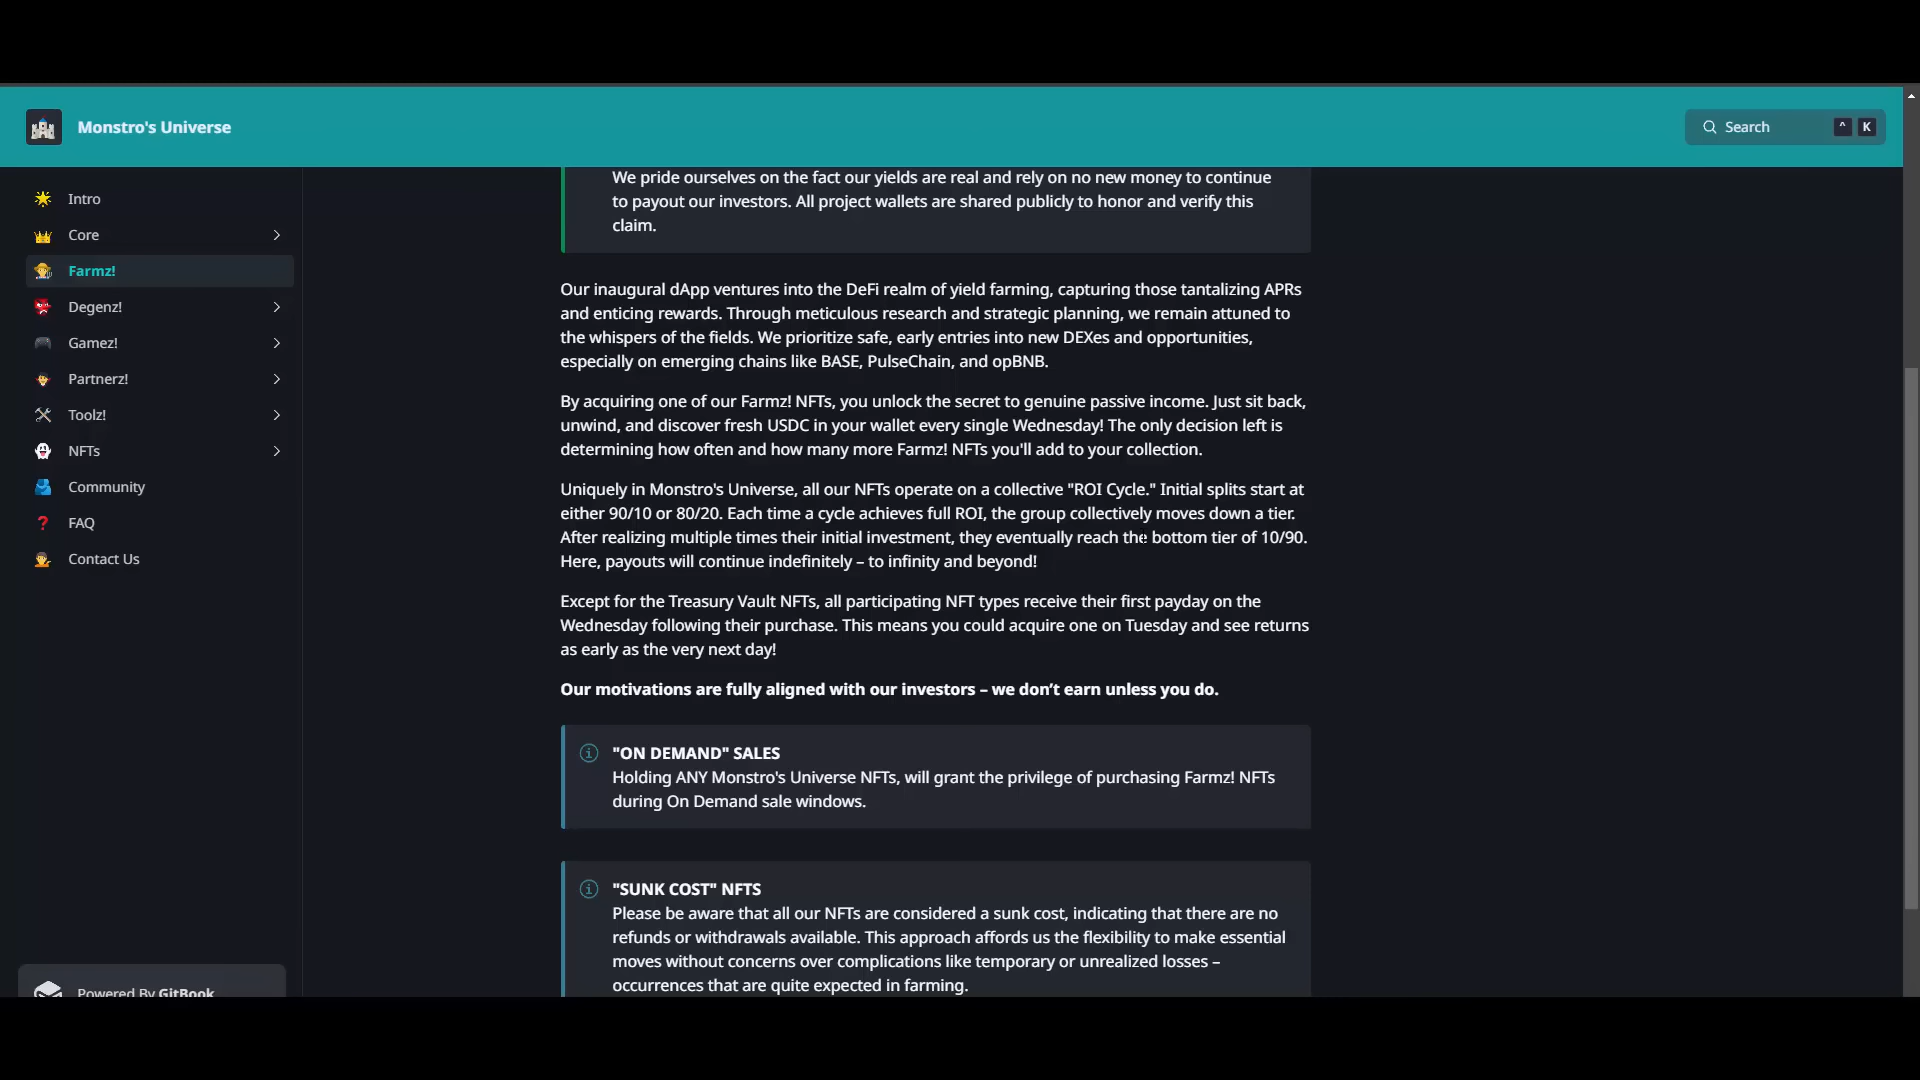 Monstro's Universe
Search
^ K
Intro
Core
Farmz!
Degenz!
Gamez!
Partnerz!
Toolz!
NFTs
Community
FAQ
Contact Us
Powered By GitBook
We pride ourselves on the fact our yields are real and rely on no new money to continue
to payout our investors. All project wallets are shared publicly to honor and verify this
claim.
Our inaugural dApp ventures into the DeFi realm of yield farming, capturing those tantalizing APRs
and enticing rewards. Through meticulous research and strategic planning, we remain attuned to
the whispers of the fields. We prioritize safe, early entries into new DEXes and opportunities,
especially on emerging chains like BASE, PulseChain, and opBNB.
By acquiring one of our Farmz! NFTs, you unlock the secret to genuine passive income. Just sit back,
unwind, and discover fresh USDC in your wallet every single Wednesday! The only decision left is
determining how often and how many more Farmz! NFTs you'll add to your collection.
Uniquely in Monstro's Universe, all our NFTs operate on a collective "ROI Cycle." Initial splits start at
either 90/10 or 80/20. Each time a cycle achieves full ROI, the group collectively moves down a tier.
After realizing multiple times their initial investment, they eventually reach the bottom tier of 10/90.
Here, payouts will continue indefinitely – to infinity and beyond!
Except for the Treasury Vault NFTs, all participating NFT types receive their first payday on the
Wednesday following their purchase. This means you could acquire one on Tuesday and see returns
as early as the very next day!
Our motivations are fully aligned with our investors – we don’t earn unless you do.
"ON DEMAND" SALES
Holding ANY Monstro's Universe NFTs, will grant the privilege of purchasing Farmz! NFTs
during On Demand sale windows.
"SUNK COST" NFTS
Please be aware that all our NFTs are considered a sunk cost, indicating that there are no
refunds or withdrawals available. This approach affords us the flexibility to make essential
moves without concerns over complications like temporary or unrealized losses –
occurrences that are quite expected in farming.